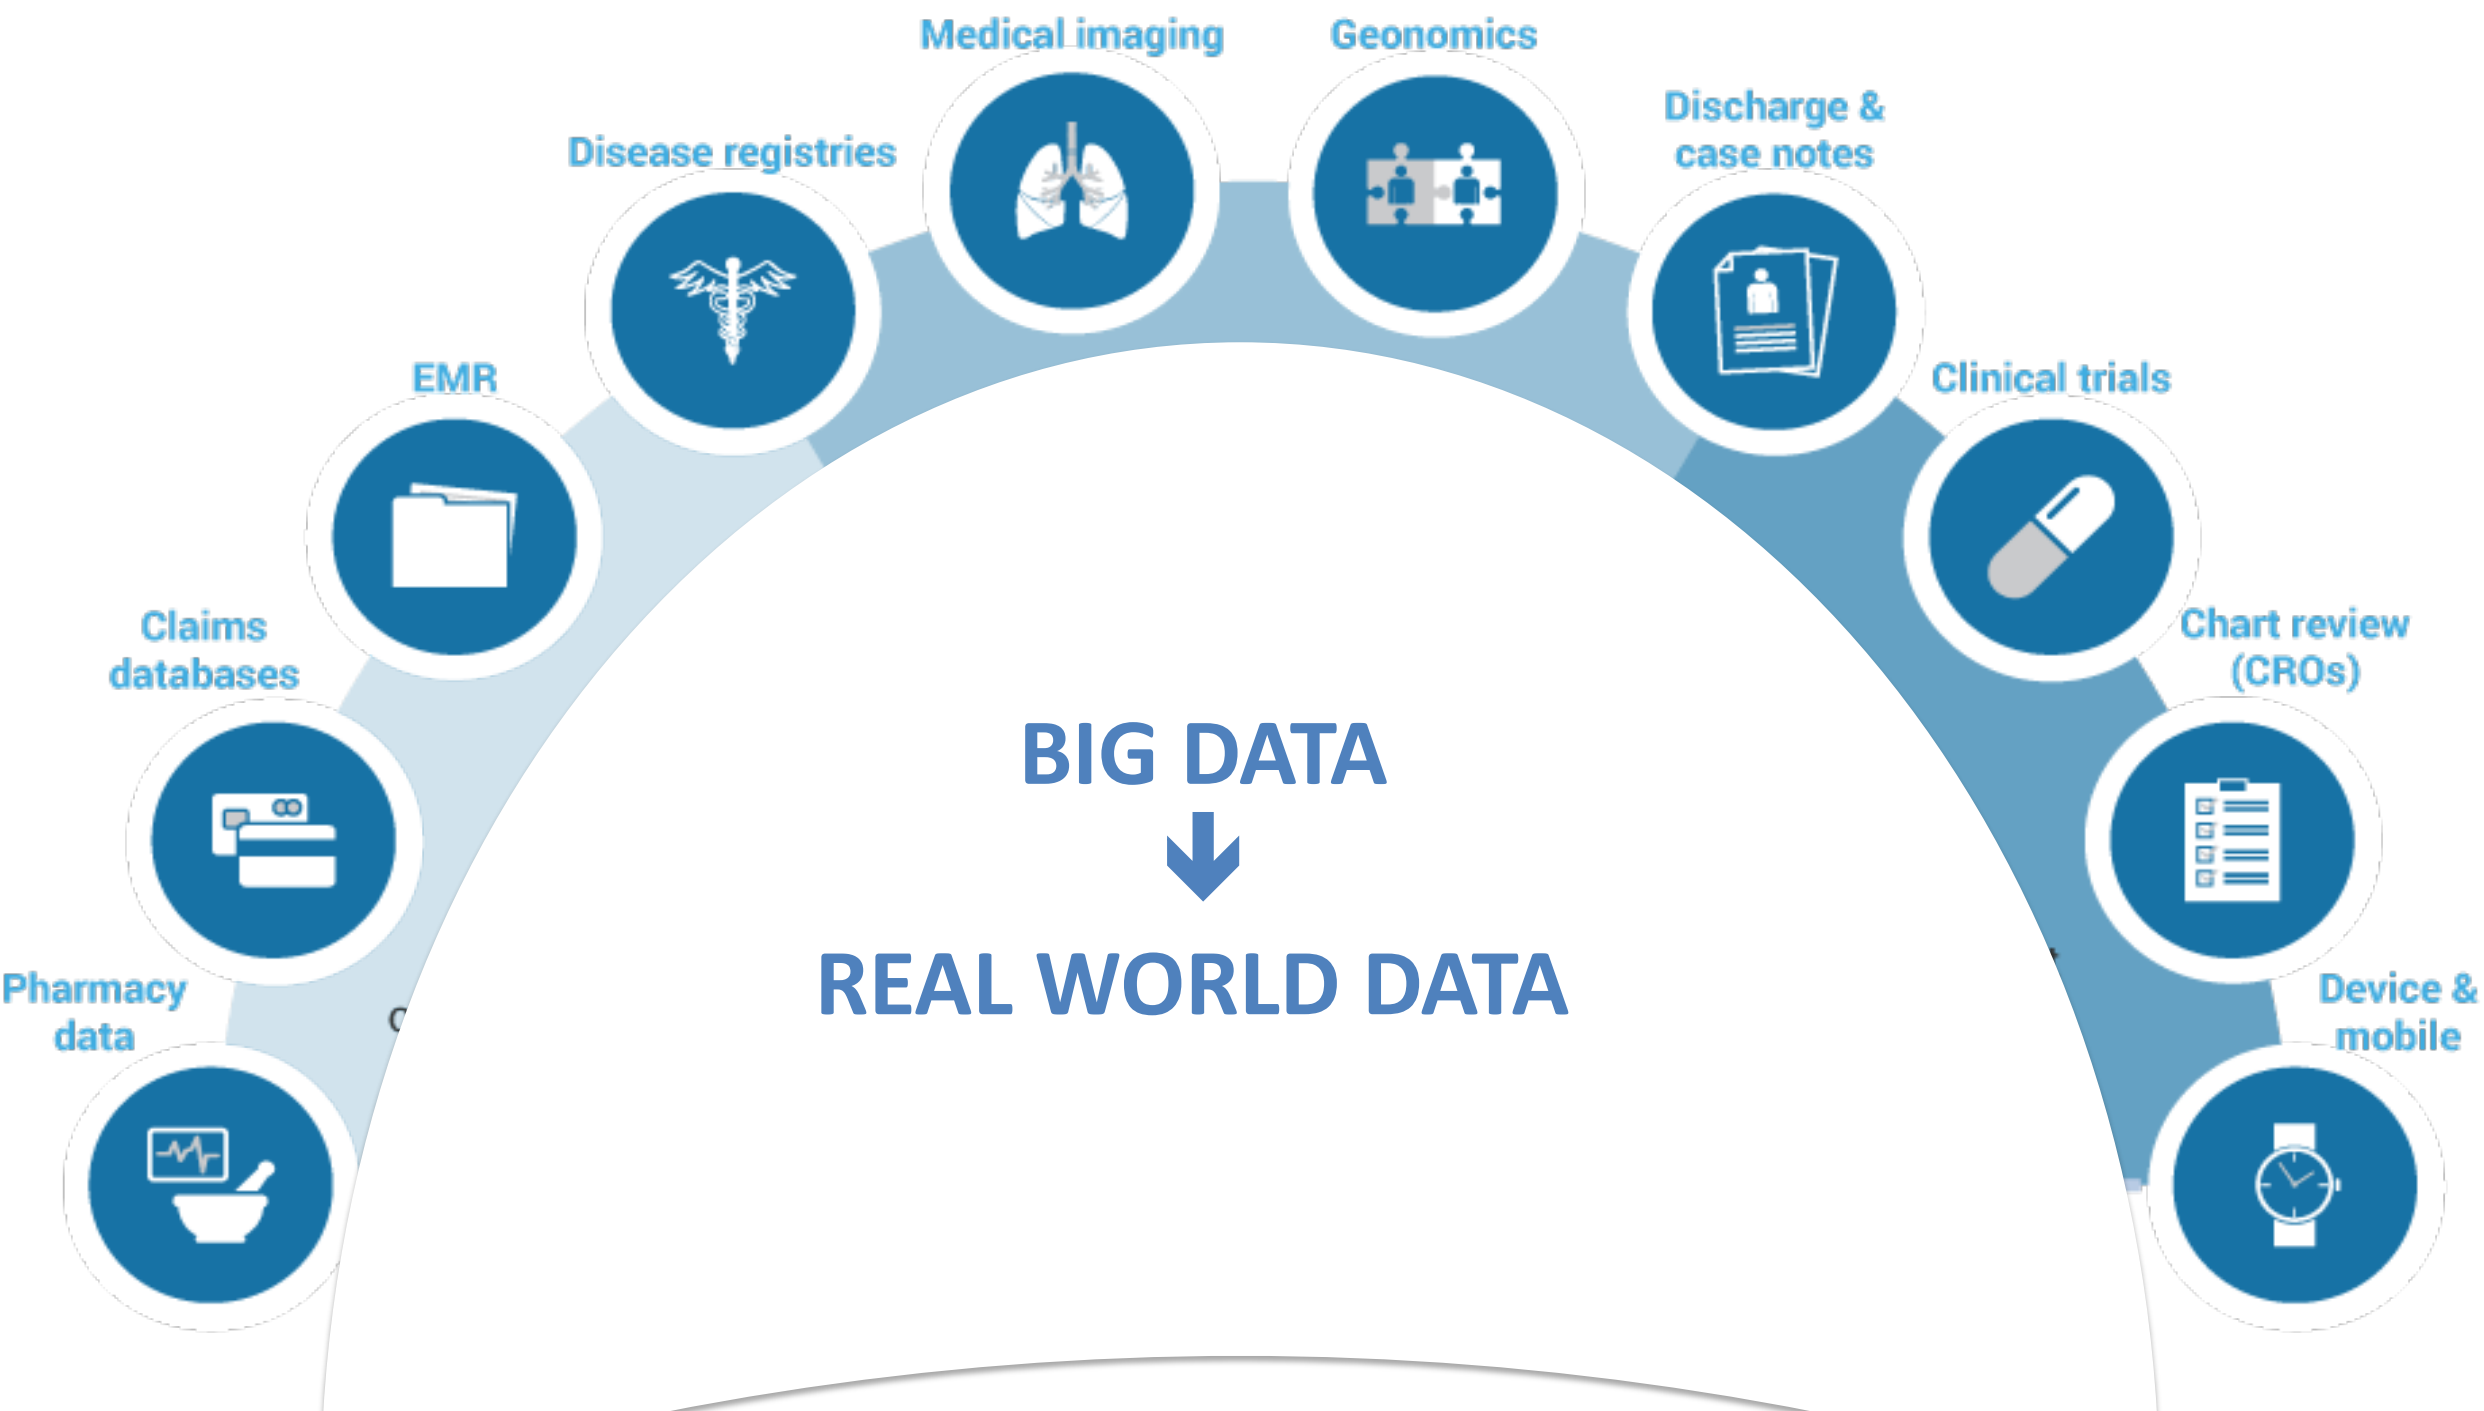 Medical imaging
Geonomics
Discharge &
case notes
Disease registries
EMR
Clinical trials
Claims
databases
Chart review
(CROs)
BIG DATA
REAL WORLD DATA
Pharmacy
data
Device &
mobile